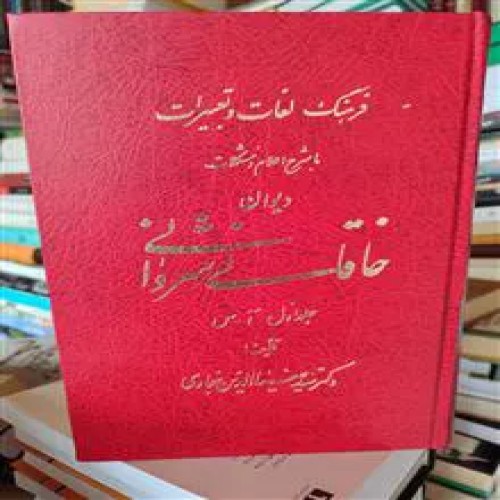 فرهنگ لغات و تعبیرات
با شرح اعلام و مشکلات
دیوان
خاقانی شروانی
جلد اول آ - س
تألیف:
دکتر سید ضیاءالدین سجادی